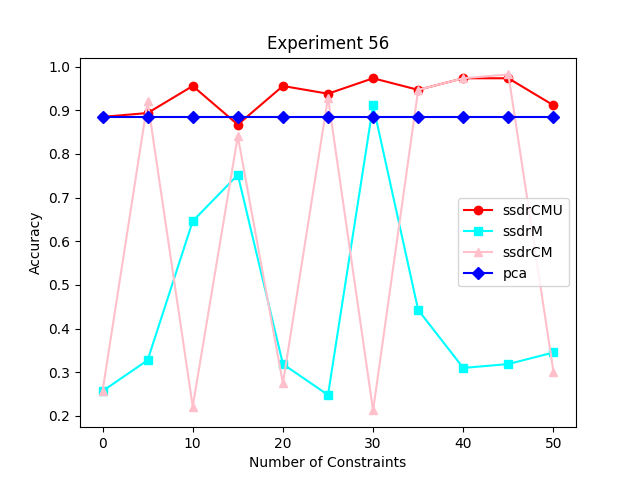 Experiment 56
1.0
0.9
0.8
0.7
0.6
0.5
0.4
0.3
0.2
Accuracy
ssdrCMU
ssdrM
ssdrCM
pca
0 10 20 30 40 50
Number of Constraints